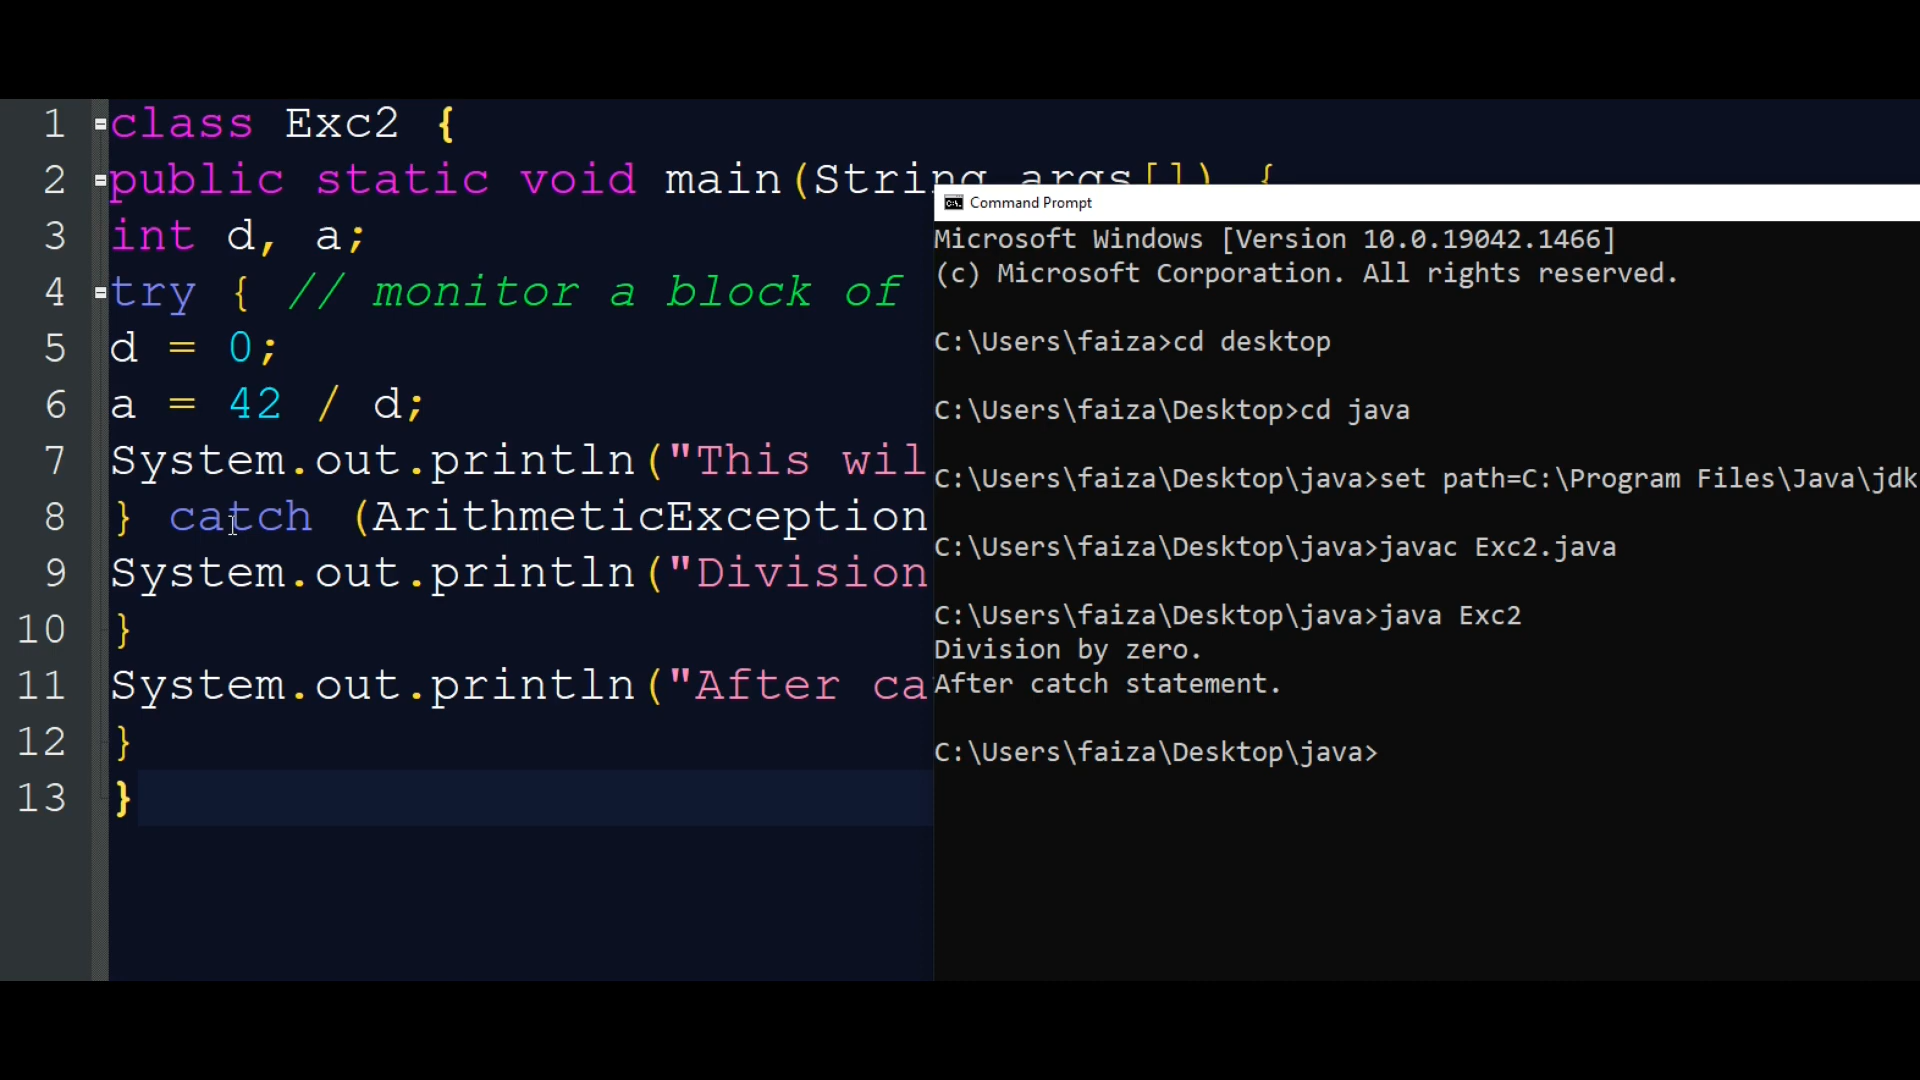 1 class Exc2 {
2 public static void main(String args[]) {
3 int d, a;
4 try { // monitor a block of
5 d = 0;
6 a = 42 / d;
7 System.out.println("This wil
8 } catch (ArithmeticException
9 System.out.println("Division
10 }
11 System.out.println("After ca
12 }
13 }
Command Prompt
Microsoft Windows [Version 10.0.19042.1466]
(c) Microsoft Corporation. All rights reserved.
C:\Users\faiza>cd desktop
C:\Users\faiza\Desktop>cd java
C:\Users\faiza\Desktop\java>set path=C:\Program Files\Java\jdk
C:\Users\faiza\Desktop\java>javac Exc2.java
C:\Users\faiza\Desktop\java>java Exc2
Division by zero.
After catch statement.
C:\Users\faiza\Desktop\java>